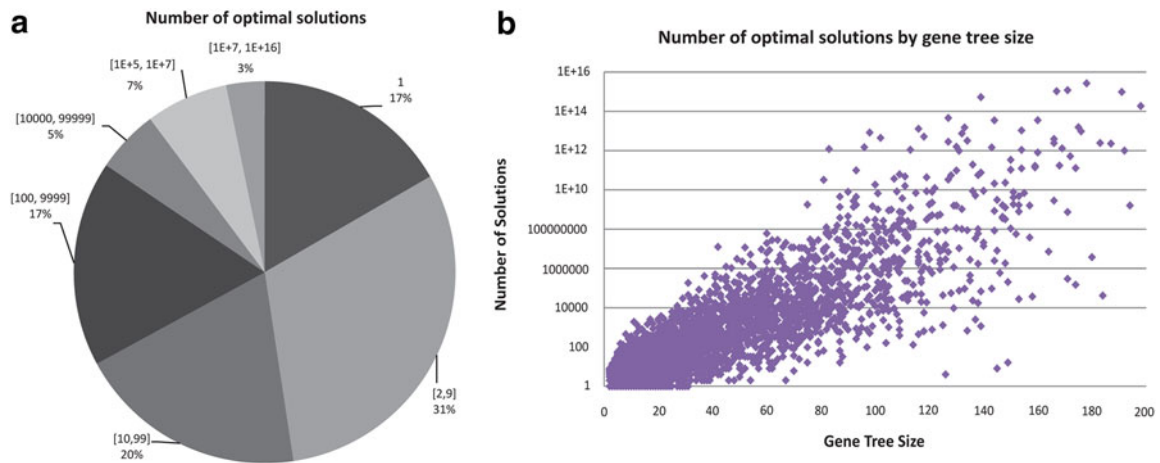 a
Number of optimal solutions
[1E+7, 1E+16]
3%
1
17%
[1E+5, 1E+7]
7%
[10000, 99999]
5%
[100, 9999]
17%
[10,99]
20%
[2,9]
31%
b
Number of optimal solutions by gene tree size
Number of Solutions
1E+16
1E+14
1E+12
1E+10
100000000
1000000
10000
100
1
0 20 40 60 80 100 120 140 160 180 200
Gene Tree Size